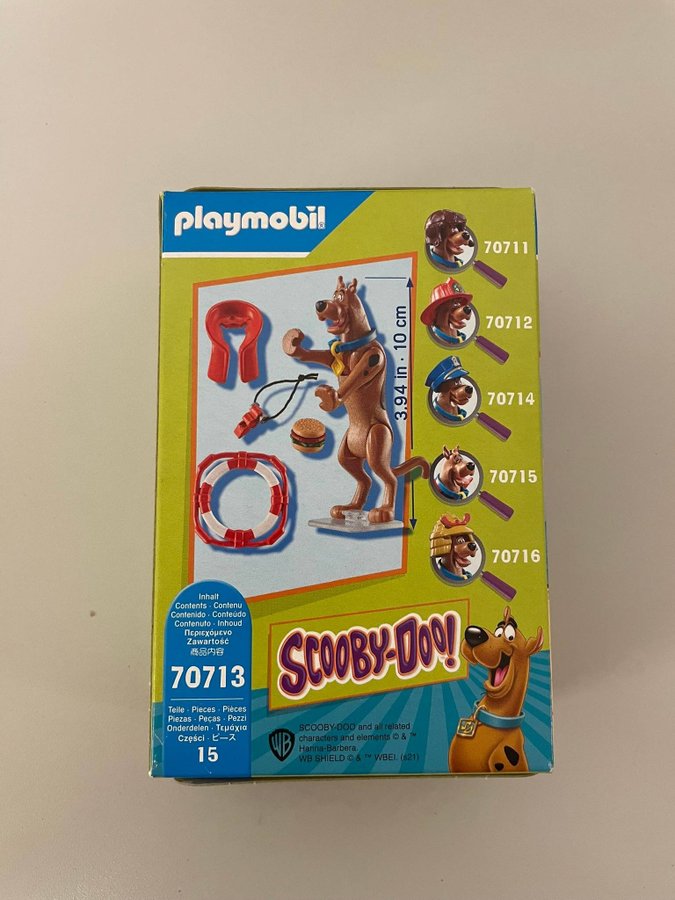 playmobil®
70711
70712
70714
70715
70716
3,94 in · 10 cm
Inhalt
Contents · Contenu
Contenido · Conteúdo
Contenuto · Inhoud
Περιεχόμενο
Zawartość
商品内容
70713
Teile · Pieces · Pièces
Piezas · Peças · Pezzi
Onderdelen · Τεμάχια
Części · ピース
15
SCOOBY-DOO!
WB
SCOOBY-DOO and all related
characters and elements © & ™
Hanna-Barbera.
WB SHIELD © & ™ WBEI. (s21)